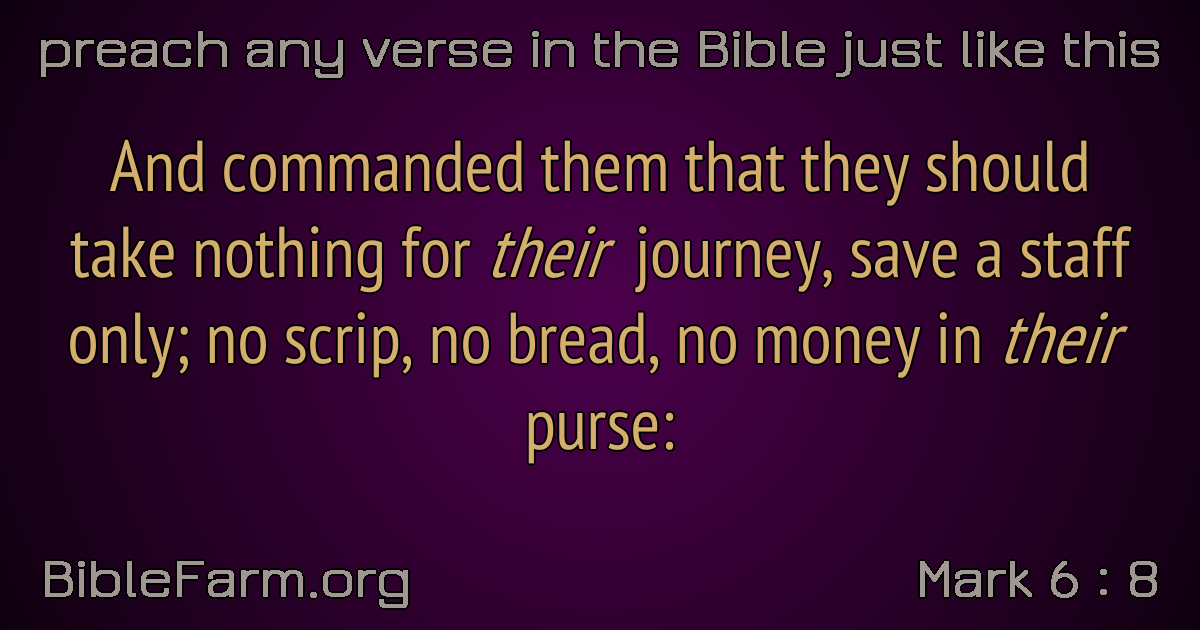 preach any verse in the Bible just like this
And commanded them that they should
take nothing for their journey, save a staff
only; no scrip, no bread, no money in their
purse:
BibleFarm.org
Mark 6 : 8